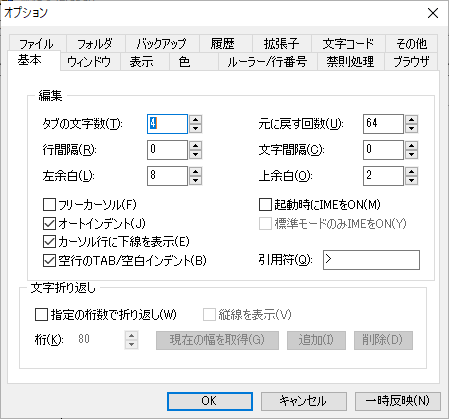 オプション
ファイル フォルダ バックアップ 履歴 拡張子 文字コード その他
基本 ウィンドウ 表示 色 ルーラー/行番号 禁則処理 ブラウザ
編集
タブの文字数(T): 4 元に戻す回数(U): 64
行間隔(R): 0 文字間隔(C): 0
左余白(L): 8 上余白(O): 2
フリーカーソル(F) 起動時にIMEをON(M)
オートインデント(J) 標準モードのみIMEをON(Y)
カーソル行に下線を表示(E)
空行のTAB/空白インデント(B) 引用符(Q): >
文字折り返し
指定の桁数で折り返し(W) 縦線を表示(V)
桁(K): 80 現在の幅を取得(G) 追加(I) 削除(D)
OK キャンセル 一時反映(N)